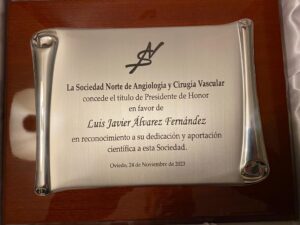 La Sociedad Norte de Angiología y Cirugía Vascular
concede el título de Presidente de Honor
en favor de
Luis Javier Álvarez Fernández
en reconocimiento a su dedicación y aportación
científica a esta Sociedad.
Oviedo, 24 de Noviembre de 2023